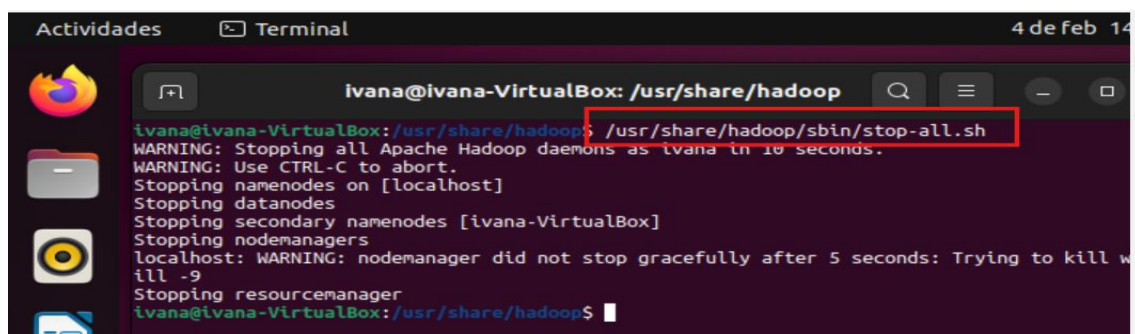 Actividades Terminal 4 de feb 14
ivana@ivana-VirtualBox: /usr/share/hadoop
ivana@ivana-VirtualBox:/usr/share/hadoop$ /usr/share/hadoop/sbin/stop-all.sh
WARNING: Stopping all Apache Hadoop daemons as ivana in 10 seconds.
WARNING: Use CTRL-C to abort.
Stopping namenodes on [localhost]
Stopping datanodes
Stopping secondary namenodes [ivana-VirtualBox]
Stopping nodemanagers
localhost: WARNING: nodemanager did not stop gracefully after 5 seconds: Trying to kill w
ill -9
Stopping resourcemanager
ivana@ivana-VirtualBox:/usr/share/hadoop$